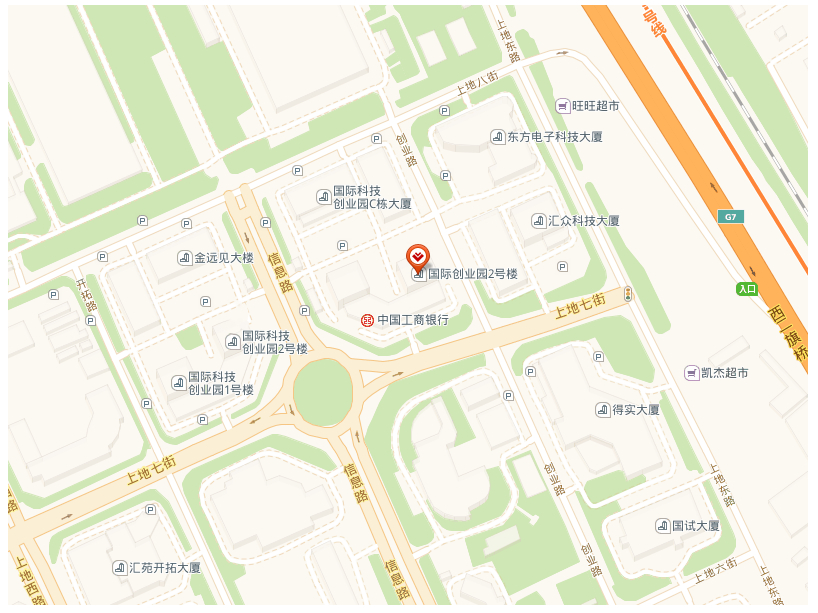 号线
上地东路
上地八街
旺旺超市
P
东方电子科技大厦
P
创业路
P
P
国际科技
创业园C栋大厦
G7
P
P
P
汇众科技大厦
P
信息路
金远见大楼
P
P
国际创业园2号楼
开拓路
入口
P
P
P
上地七街
西二旗桥
P
中国工商银行
国际科技
创业园2号楼
P
P
凯杰超市
国际科技
创业园1号楼
P
P
得实大厦
P
上地七街
信息路
创业路
上地东路
P
国试大厦
上地西路
汇苑开拓大厦
信息路
创业路
上地六街
上地东路